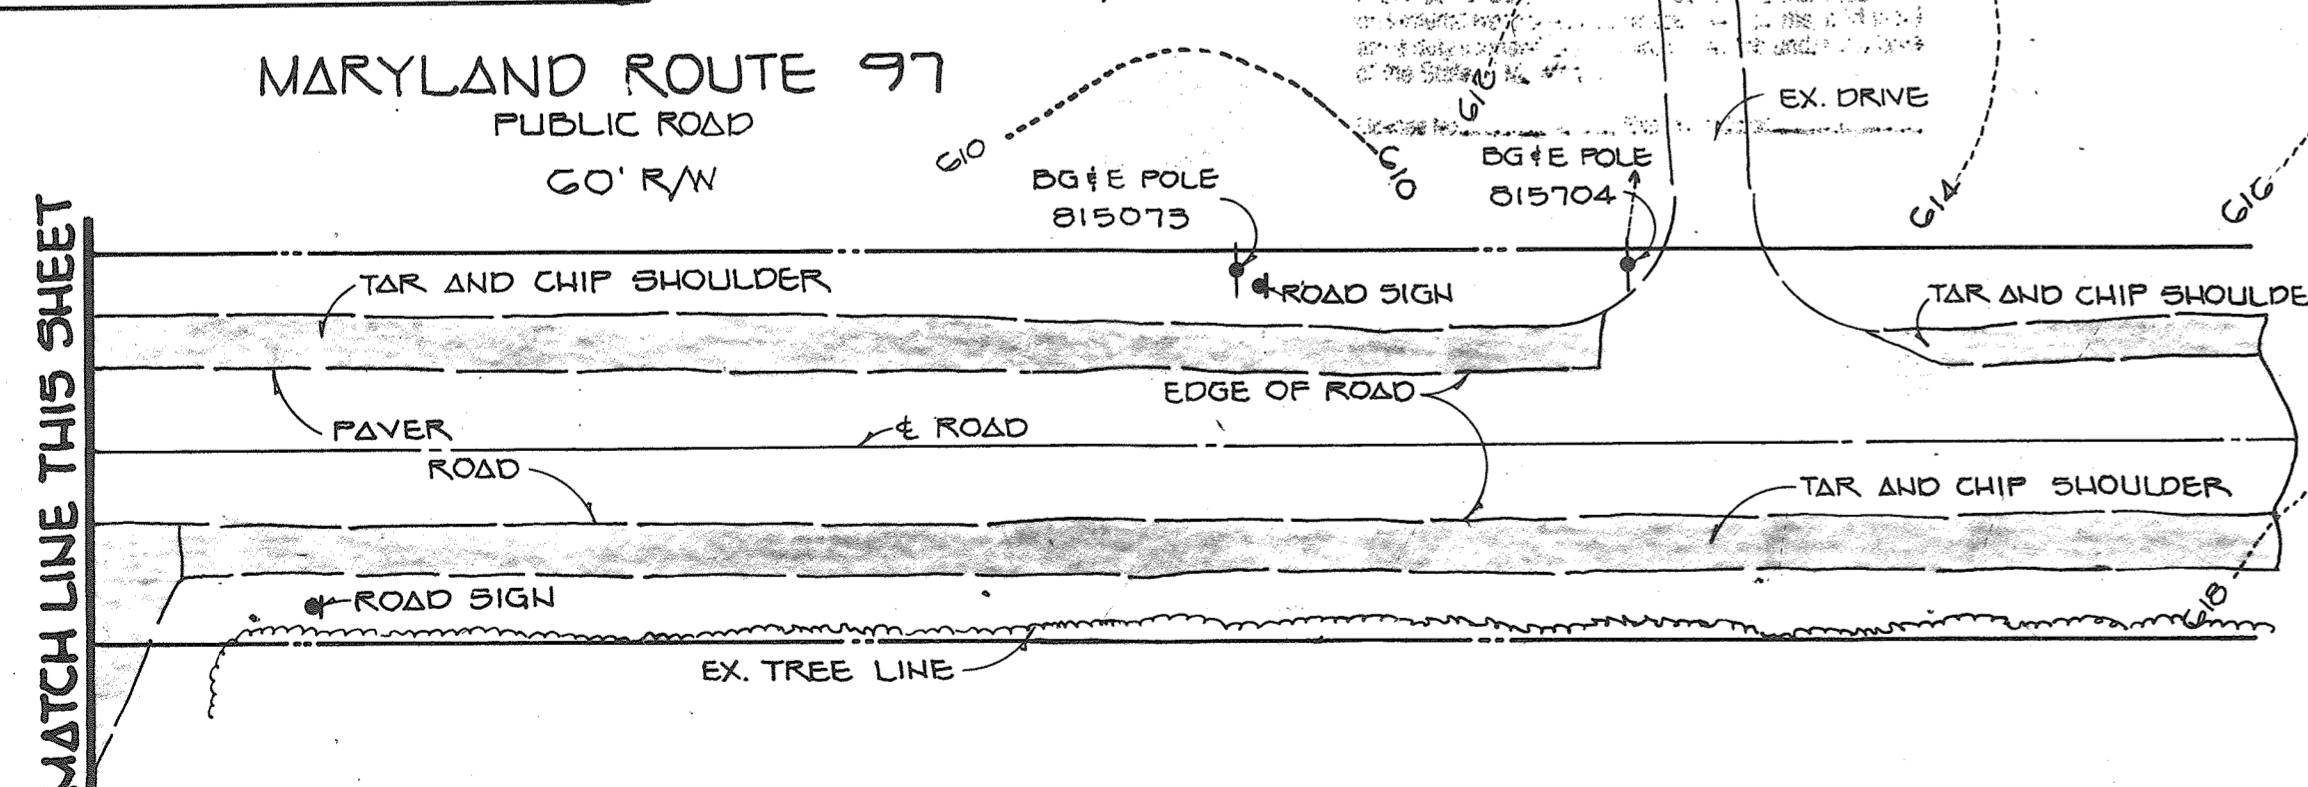 MARYLAND ROUTE 97
PUBLIC ROAD
60' R/W
610
610
612
EX. DRIVE
614
616
BG&E POLE
815073
BG&E POLE
815704
TAR AND CHIP SHOULDER
ROAD SIGN
TAR AND CHIP SHOULDE
EDGE OF ROAD
PAVER
℄ ROAD
ROAD
TAR AND CHIP SHOULDER
ROAD SIGN
618
EX. TREE LINE
MATCH LINE THIS SHEET